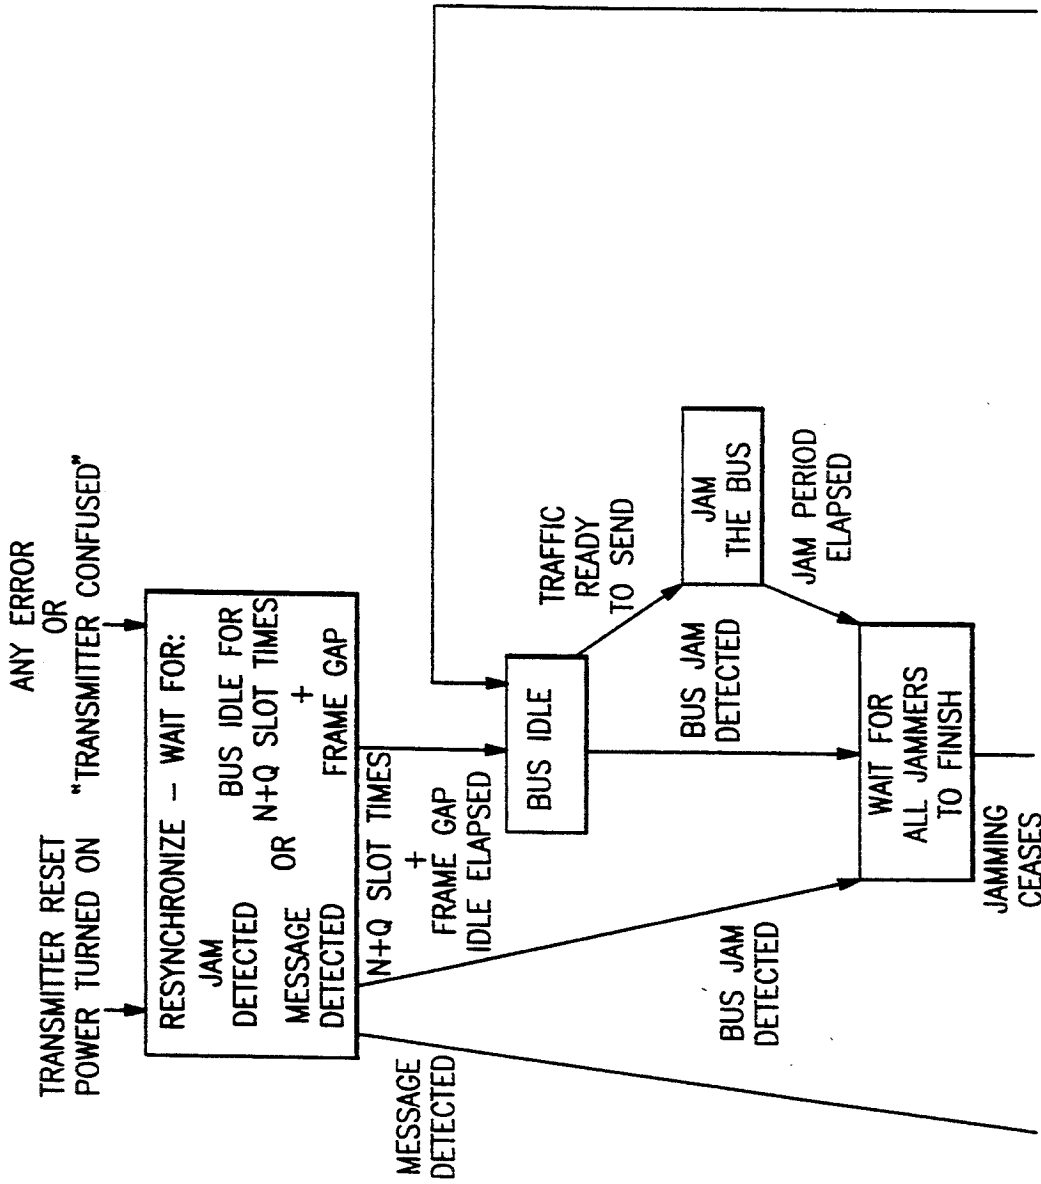 ANY ERROR
OR
"TRANSMITTER CONFUSED"
TRANSMITTER RESET
POWER TURNED ON
RESYNCHRONIZE – WAIT FOR:
JAM
DETECTED
OR
MESSAGE
DETECTED
BUS IDLE FOR
N+Q SLOT TIMES
+
FRAME GAP
N+Q SLOT TIMES
+
FRAME GAP
IDLE ELAPSED
MESSAGE
DETECTED
BUS IDLE
TRAFFIC
READY
TO SEND
JAM
THE BUS
BUS JAM
DETECTED
BUS JAM
DETECTED
JAM PERIOD
ELAPSED
WAIT FOR
ALL JAMMERS
TO FINISH
JAMMING
CEASES